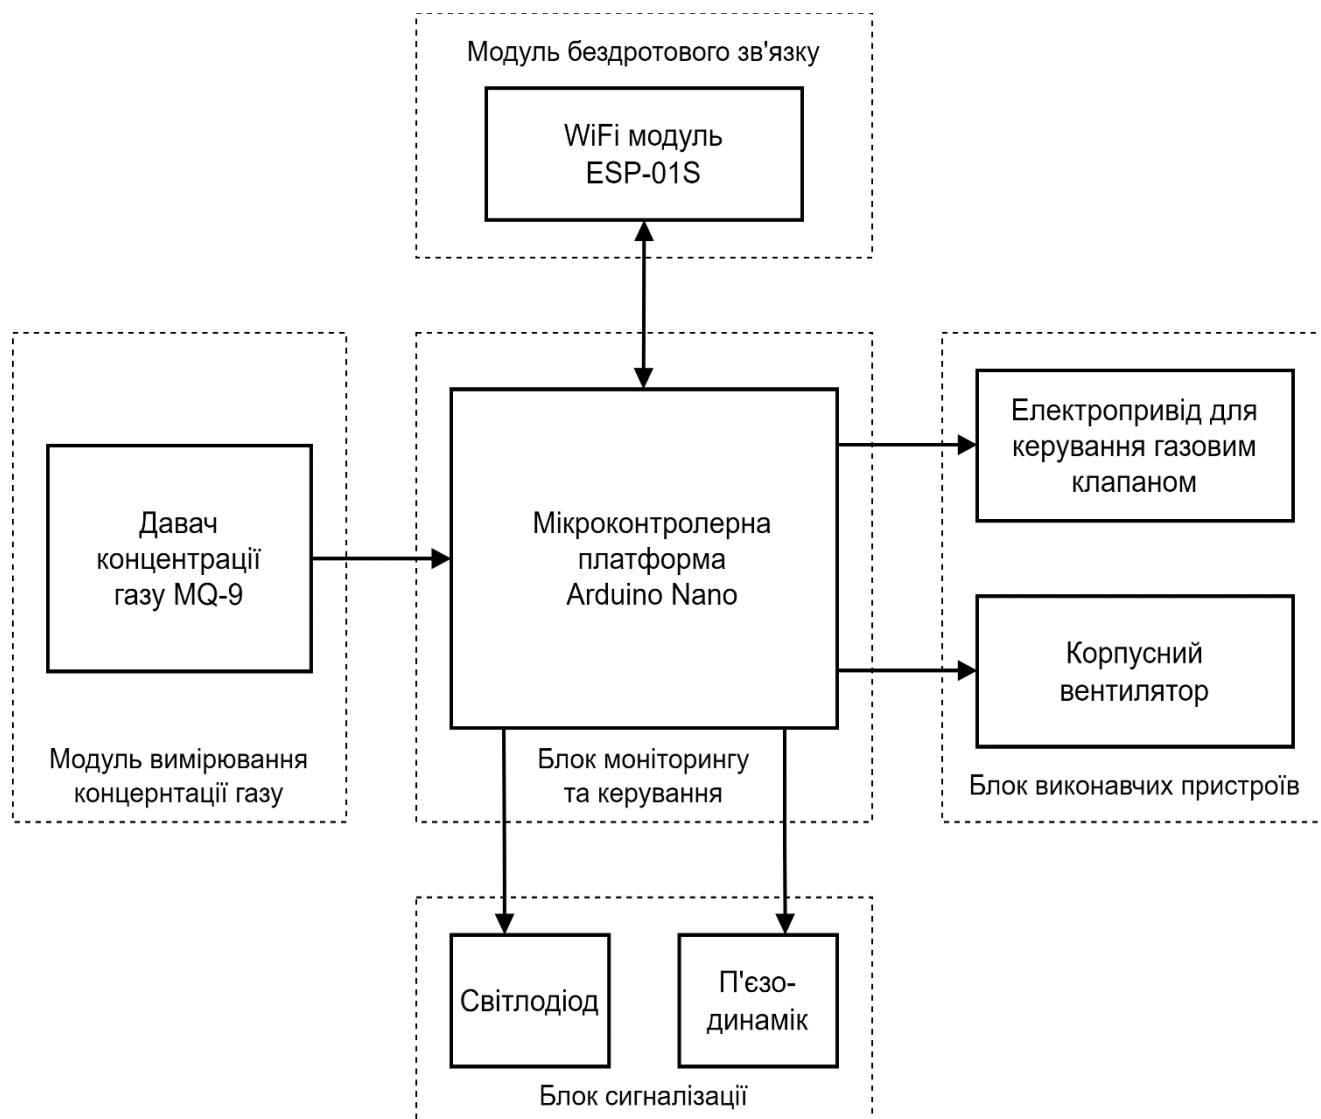 Модуль бездротового зв'язку
WiFi модуль
ESP-01S
Давач
концентрації
газу MQ-9
Модуль вимірювання
концернтації газу
Мікроконтролерна
платформа
Arduino Nano
Блок моніторингу
та керування
Електропривід для
керування газовим
клапаном
Корпусний
вентилятор
Блок виконавчих пристроїв
Світлодіод
П'єзо-
динамік
Блок сигналізації